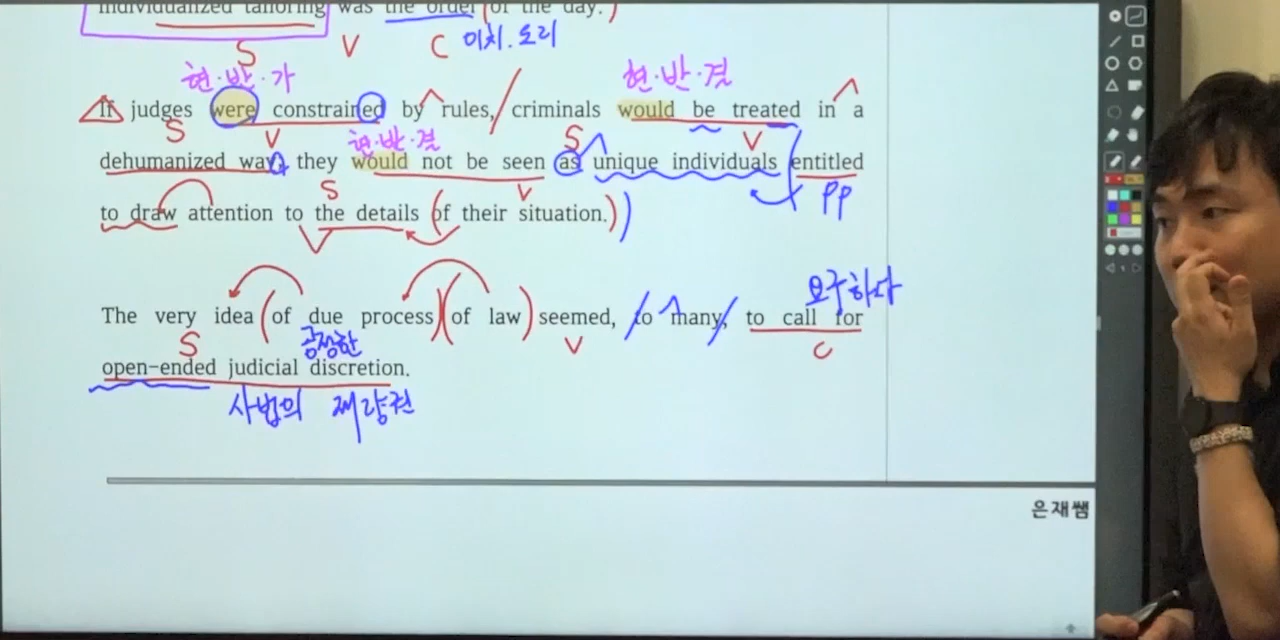 individualized tailoring was the order of the day.)
S V C 이치.도리
현·반·가 현·반·결
If judges were constrained by rules, criminals would be treated in a
S V 현·반·결 S V
dehumanized way, they would not be seen as unique individuals entitled
S V PP
to draw attention to the details (of their situation.))
요구하다
The very idea (of due process)(of law) seemed, to many, to call for
S 공정한 V C
open-ended judicial discretion.
사법의 재량권
은재쌤